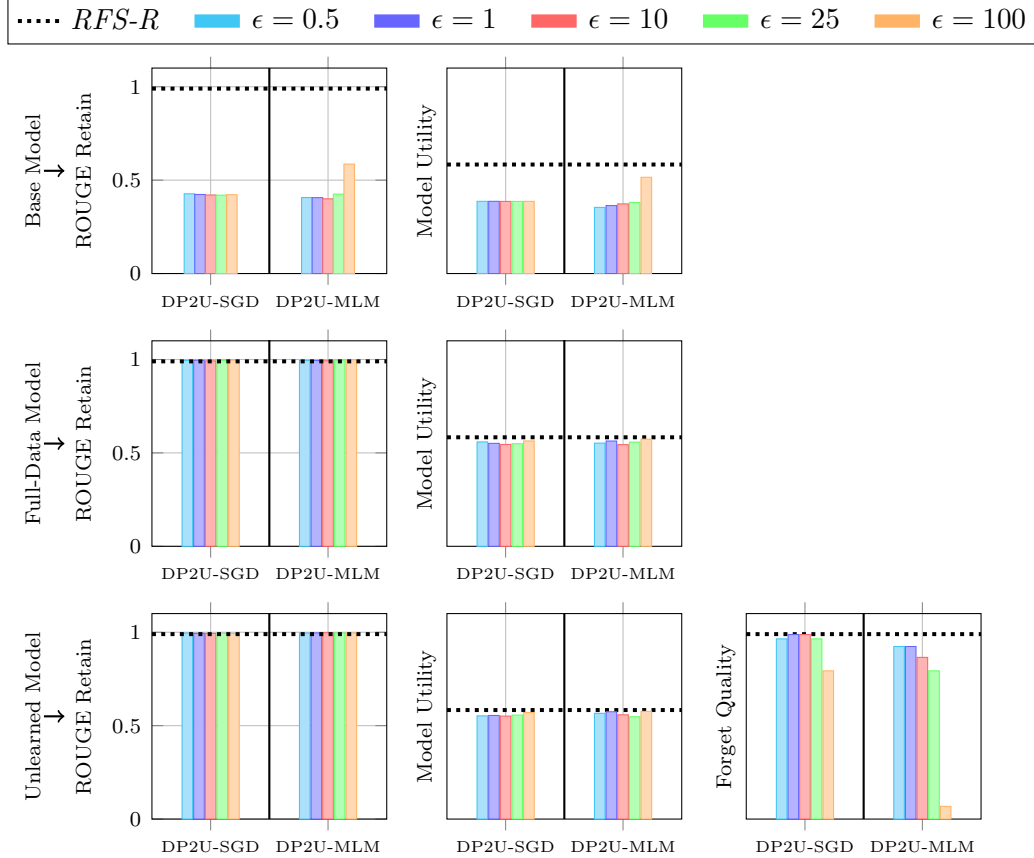 RFS-R ϵ = 0.5 ϵ = 1 ϵ = 10 ϵ = 25 ϵ = 100
Base Model
→
ROUGE Retain
1
0.5
0
DP2U-SGD DP2U-MLM
Model Utility
DP2U-SGD DP2U-MLM
Full-Data Model
→
ROUGE Retain
1
0.5
0
DP2U-SGD DP2U-MLM
Model Utility
DP2U-SGD DP2U-MLM
Unlearned Model
→
ROUGE Retain
1
0.5
0
DP2U-SGD DP2U-MLM
Model Utility
DP2U-SGD DP2U-MLM
Forget Quality
DP2U-SGD DP2U-MLM